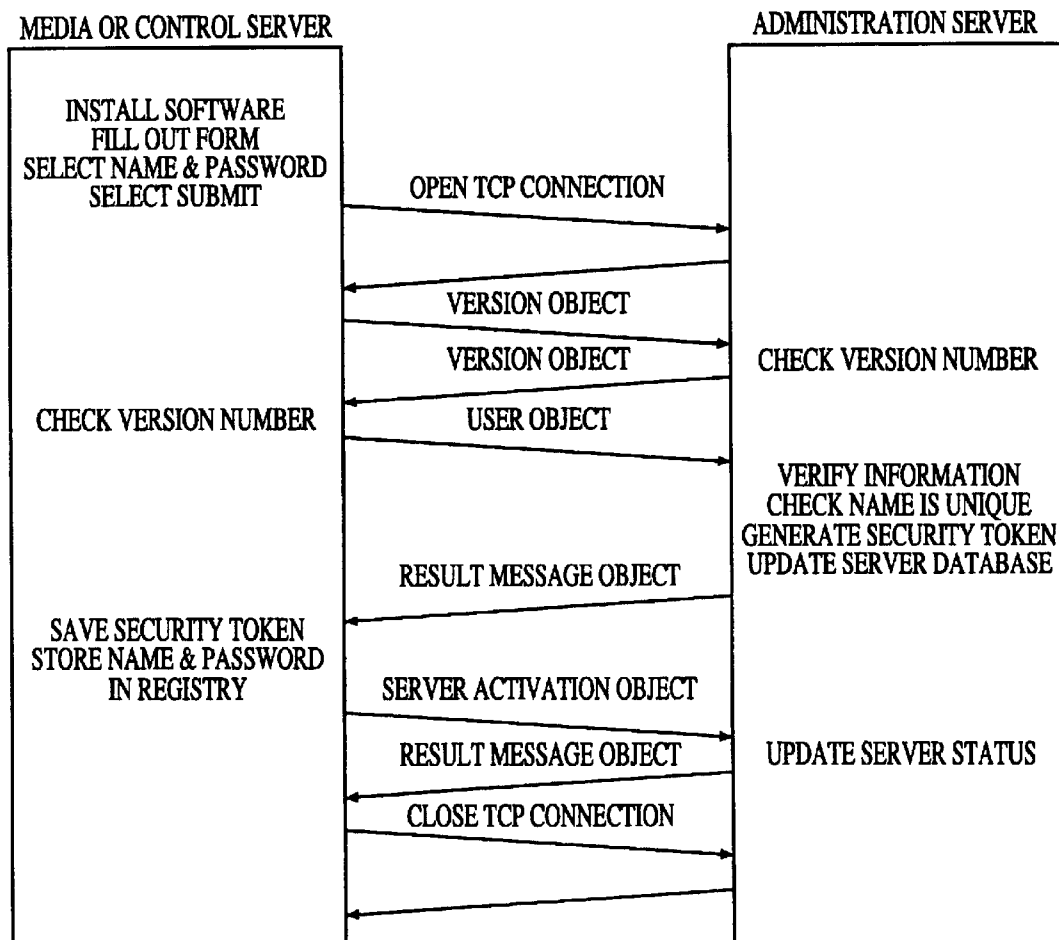 MEDIA OR CONTROL SERVER
ADMINISTRATION SERVER
INSTALL SOFTWARE
FILL OUT FORM
SELECT NAME & PASSWORD
SELECT SUBMIT
OPEN TCP CONNECTION
VERSION OBJECT
VERSION OBJECT
CHECK VERSION NUMBER
CHECK VERSION NUMBER
USER OBJECT
VERIFY INFORMATION
CHECK NAME IS UNIQUE
GENERATE SECURITY TOKEN
UPDATE SERVER DATABASE
RESULT MESSAGE OBJECT
SAVE SECURITY TOKEN
STORE NAME & PASSWORD
IN REGISTRY
SERVER ACTIVATION OBJECT
RESULT MESSAGE OBJECT
UPDATE SERVER STATUS
CLOSE TCP CONNECTION